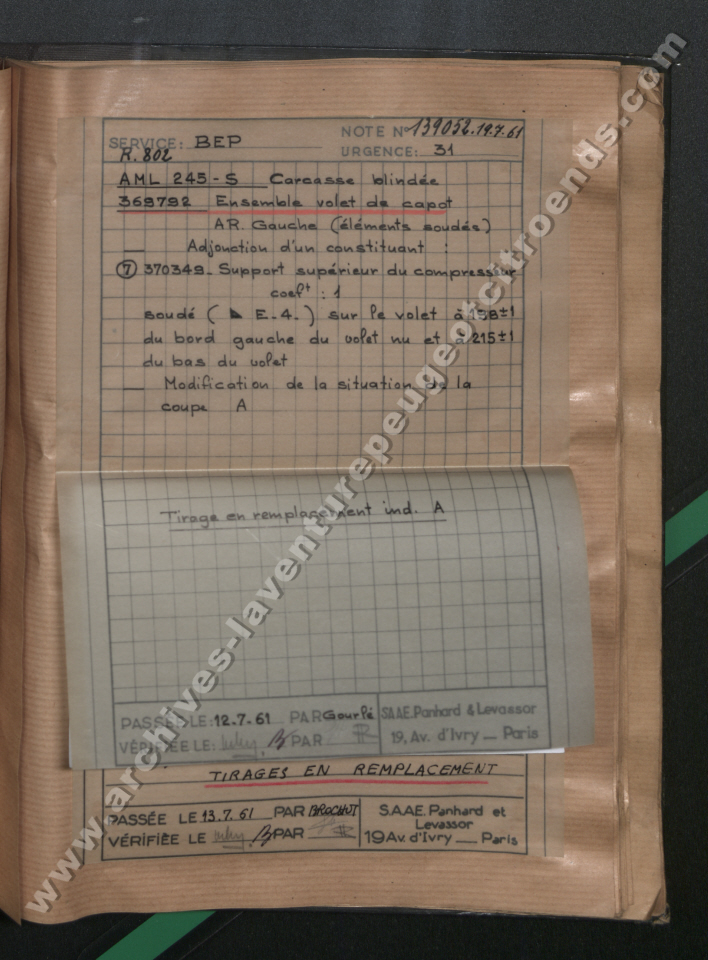 SERVICE: BEP
NOTE N° 139052.19.7.61
R. 802
URGENCE: 31
AML 245-S Carcasse blindée
369792 Ensemble volet de capot
AR. Gauche (éléments soudés)
— Adjonction d'un constituant :
⑦ 370349 - Support supérieur du compresseur
coefᵗ : 1
soudé ( E.4. ) sur le volet à 198±1
du bord gauche du volet nu et à 215±1
du bas du volet
— Modification de la situation de la
coupe A
Tirage en remplacement ind. A
PASSÉE LE: 12.7.61 PAR Gourlé
VÉRIFIÉE LE: PAR
S.A.A.E. Panhard & Levassor
19, Av. d'Ivry — Paris
TIRAGES EN REMPLACEMENT
PASSÉE LE 13.7.61 PAR BROCHUT
VÉRIFIÉE LE PAR
S.A.A.E. Panhard et
Levassor
19 Av. d'Ivry — Paris
www.archives-laventurepeugeotcitroends.com